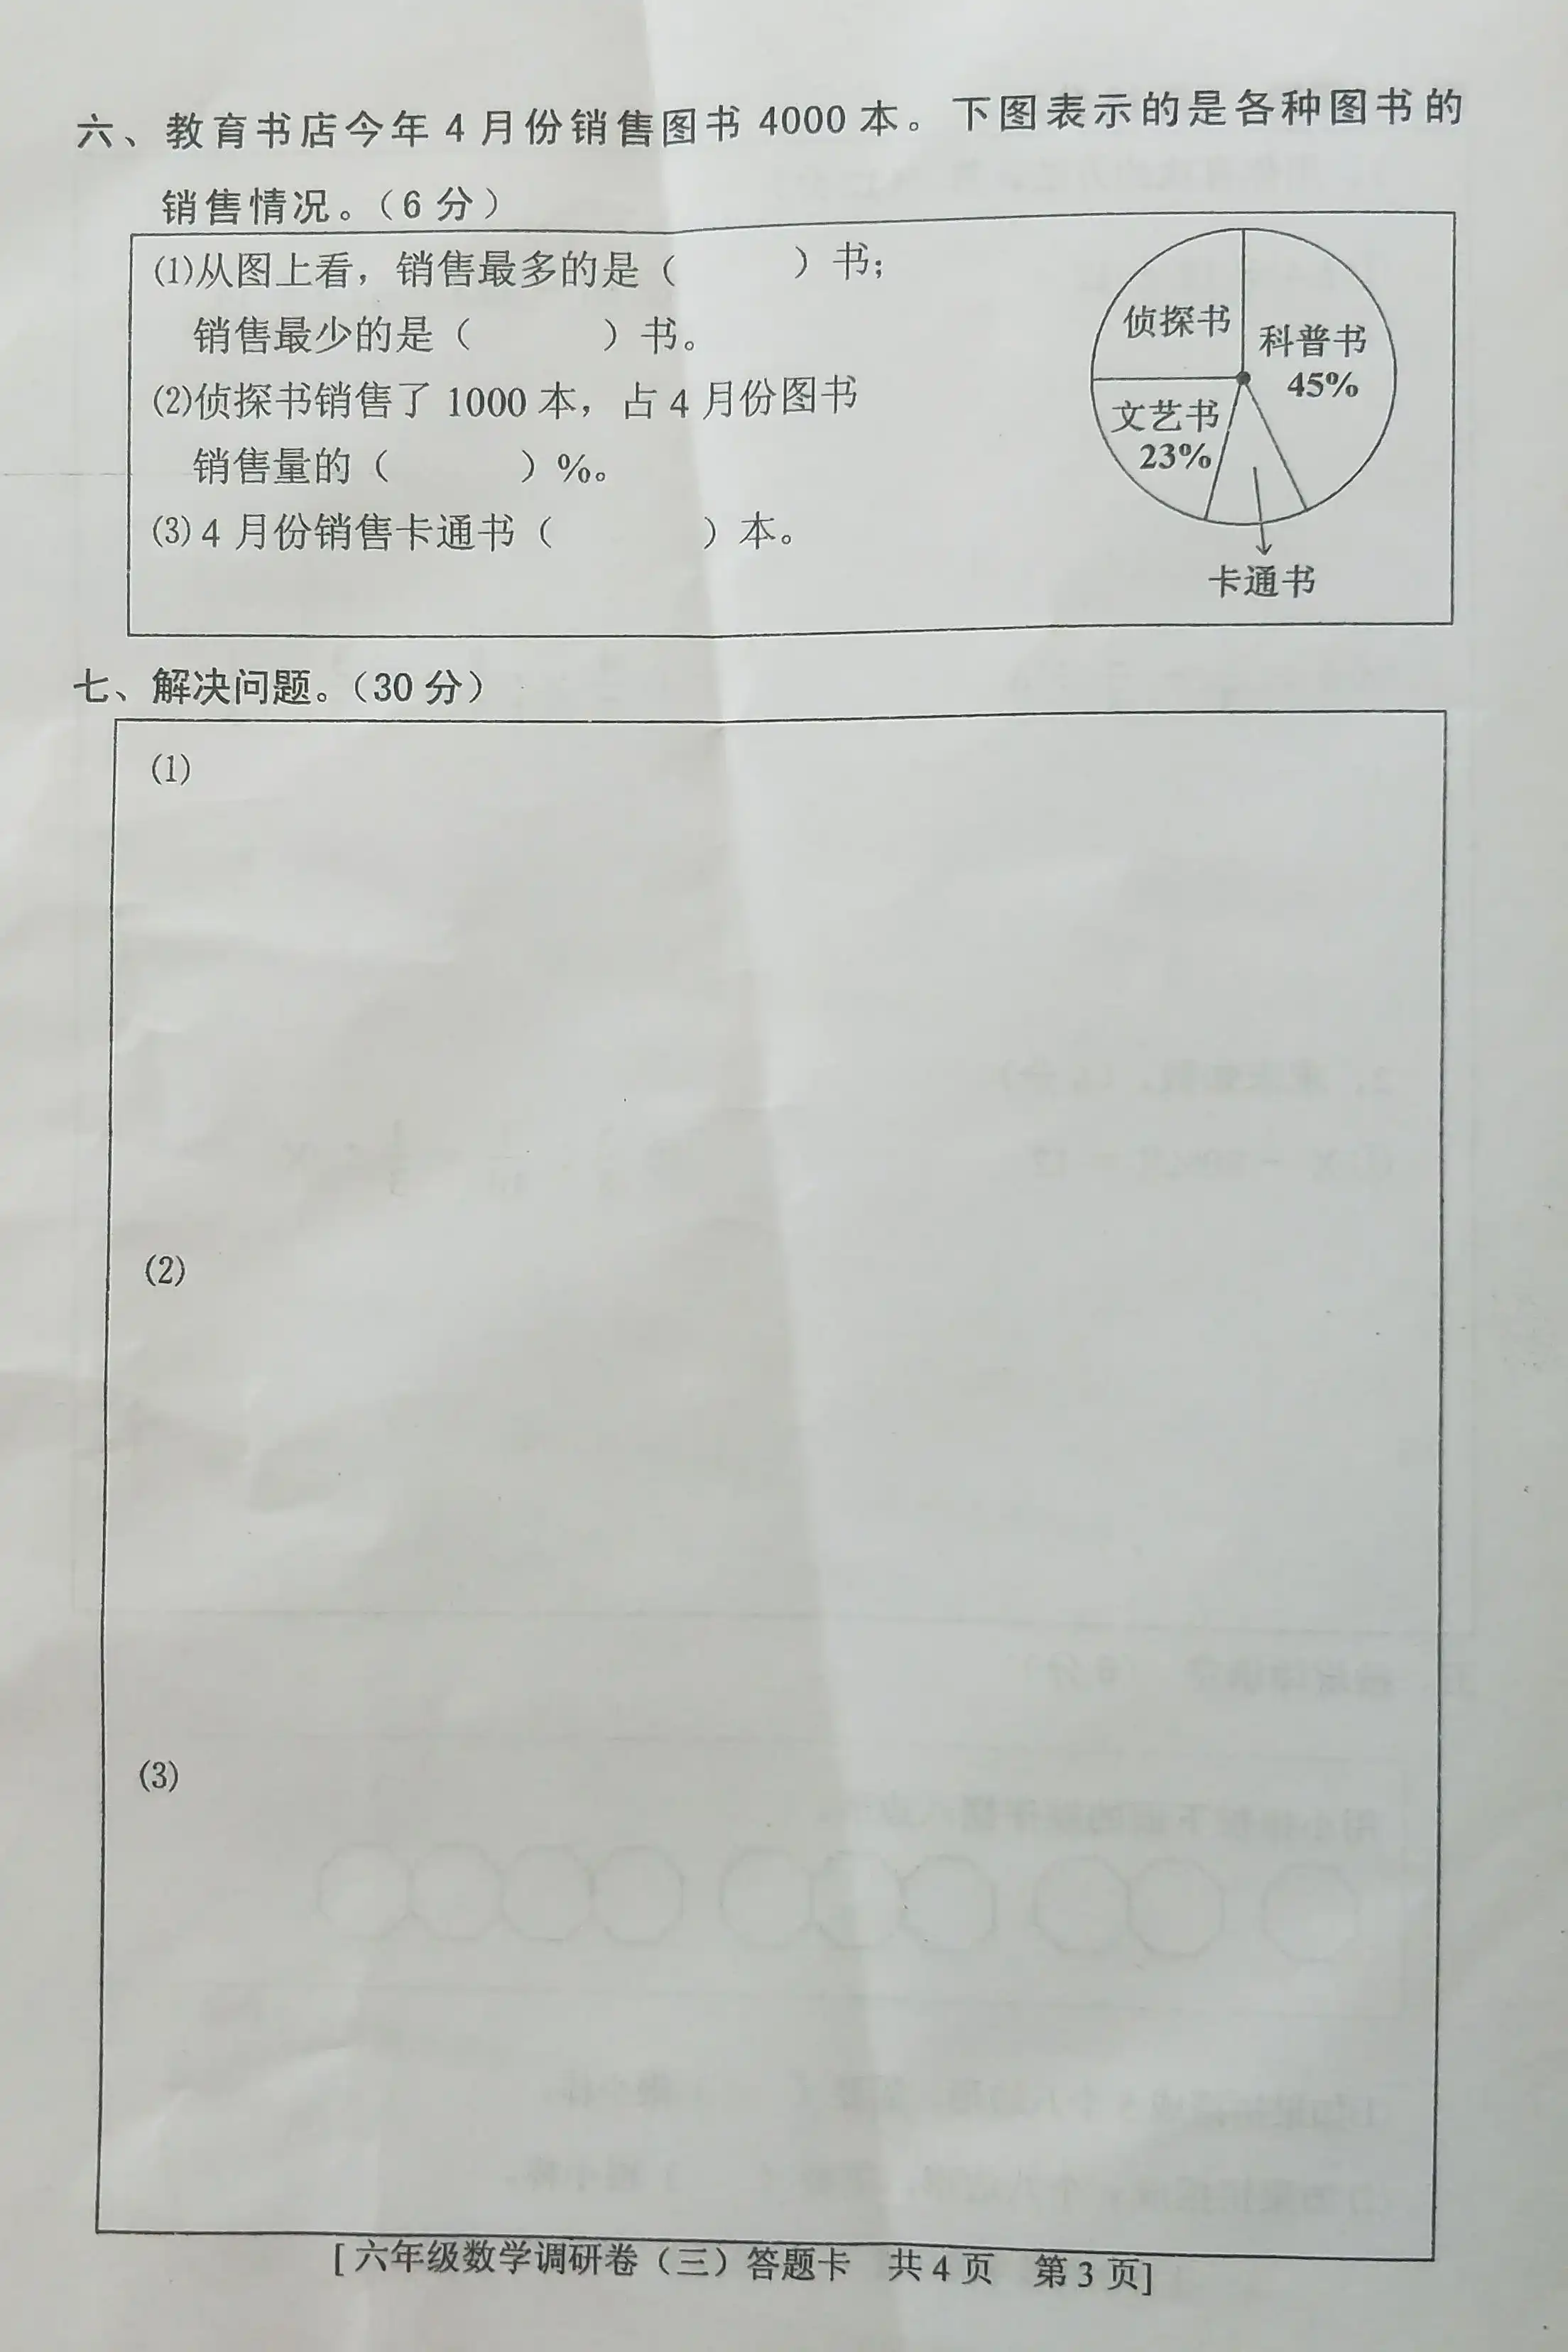 六、教育书店今年 4 月份销售图书 4000 本。下图表示的是各种图书的
销售情况。(6 分)
⑴从图上看，销售最多的是（　　　）书；
销售最少的是（　　　）书。
⑵侦探书销售了 1000 本，占 4 月份图书
销售量的（　　　）%。
⑶ 4 月份销售卡通书（　　　）本。
侦探书
科普书
45%
文艺书
23%
卡通书
七、解决问题。(30 分)
(1)
(2)
(3)
[ 六年级数学调研卷（三）答题卡　共 4 页　第 3 页]